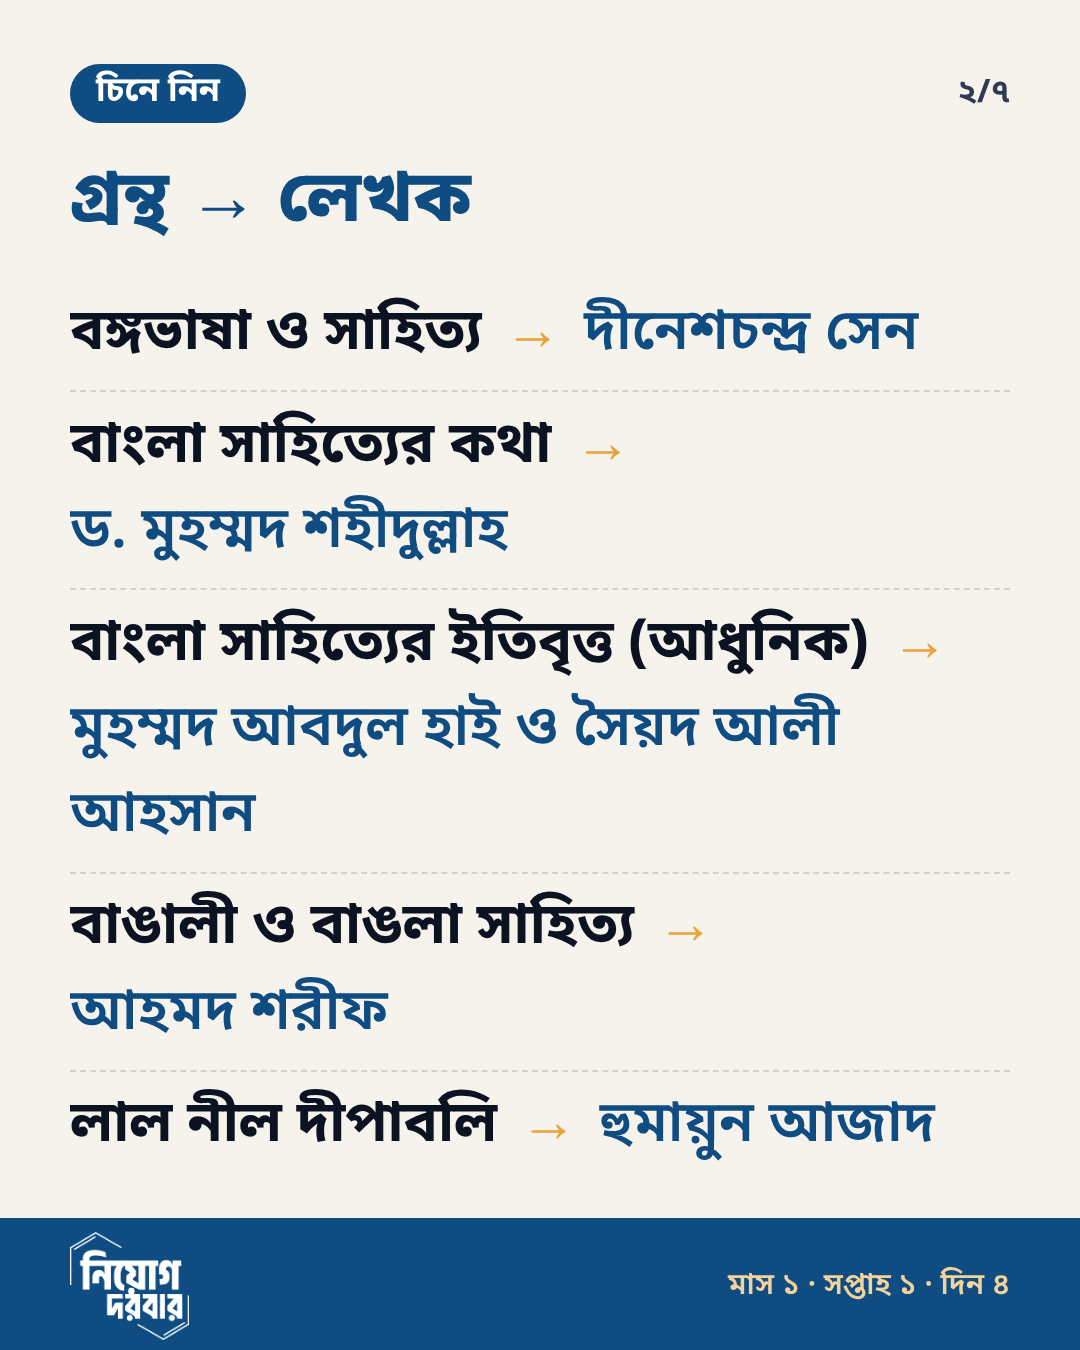 চিনে নিন
২/৭
গ্রন্থ → লেখক
বঙ্গভাষা ও সাহিত্য → দীনেশচন্দ্র সেন
বাংলা সাহিত্যের কথা →
ড. মুহম্মদ শহীদুল্লাহ
বাংলা সাহিত্যের ইতিবৃত্ত (আধুনিক) →
মুহম্মদ আবদুল হাই ও সৈয়দ আলী
আহসান
বাঙালী ও বাঙলা সাহিত্য →
আহমদ শরীফ
লাল নীল দীপাবলি → হুমায়ুন আজাদ
নিয়োগ
দরবার
মাস ১ · সপ্তাহ ১ · দিন ৪